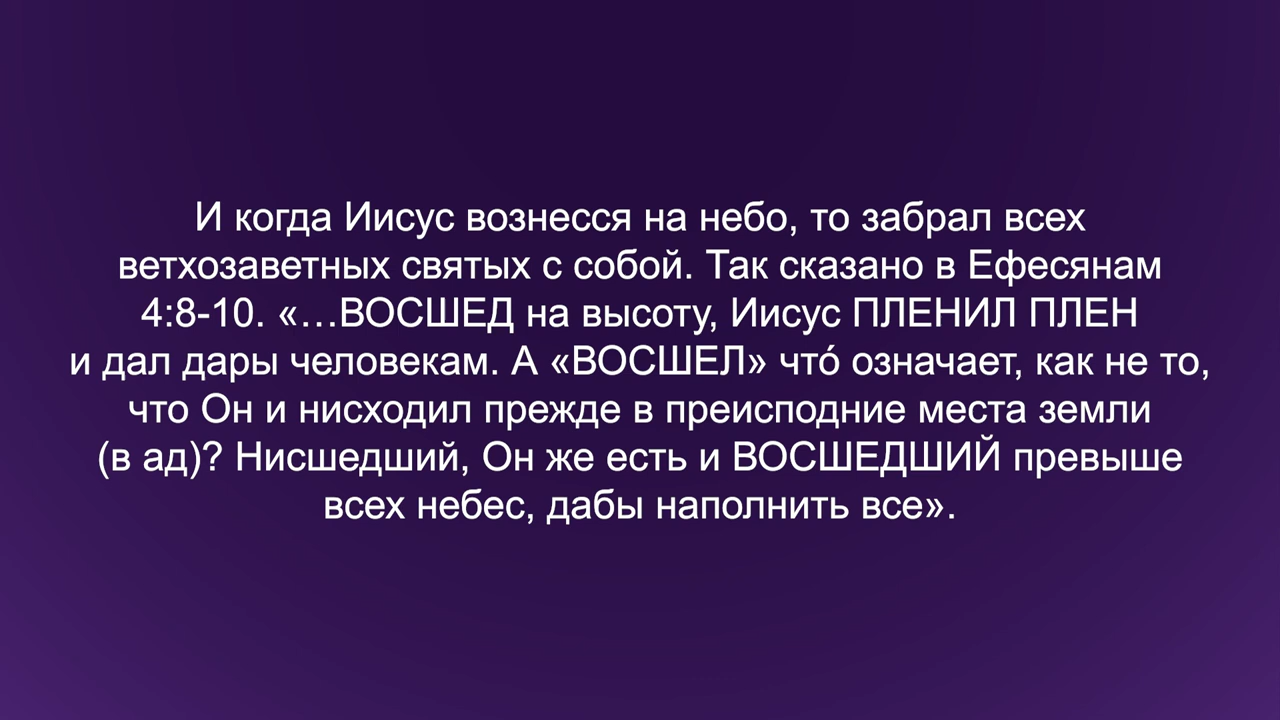 И когда Иисус вознесся на небо, то забрал всех
ветхозаветных святых с собой. Так сказано в Ефесянам
4:8-10. «…ВОСШЕД на высоту, Иисус ПЛЕНИЛ ПЛЕН
и дал дары человекам. А «ВОСШЕЛ» чтó означает, как не то,
что Он и нисходил прежде в преисподние места земли
(в ад)? Нисшедший, Он же есть и ВОСШЕДШИЙ превыше
всех небес, дабы наполнить все».